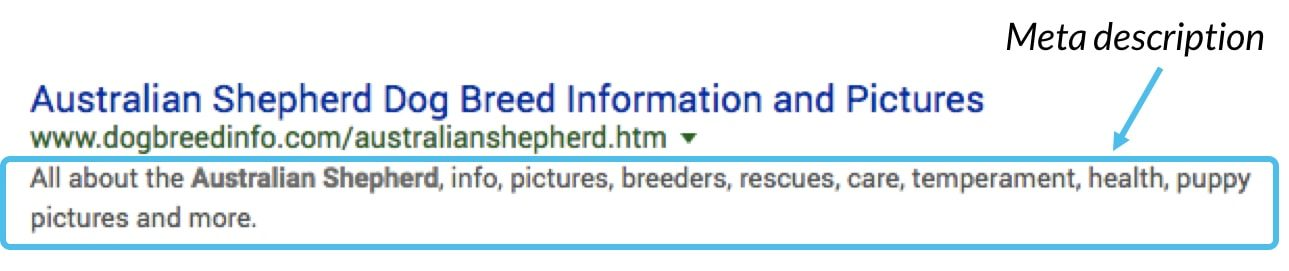 Meta description
Australian Shepherd Dog Breed Information and Pictures
www.dogbreedinfo.com/australianshepherd.htm
All about the Australian Shepherd, info, pictures, breeders, rescues, care, temperament, health, puppy
pictures and more.